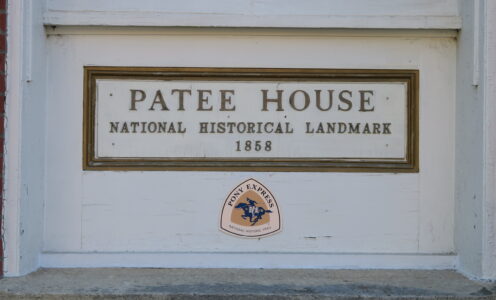 PATEE HOUSE
NATIONAL HISTORICAL LANDMARK
1858
PONY EXPRESS
NATIONAL HISTORIC TRAIL